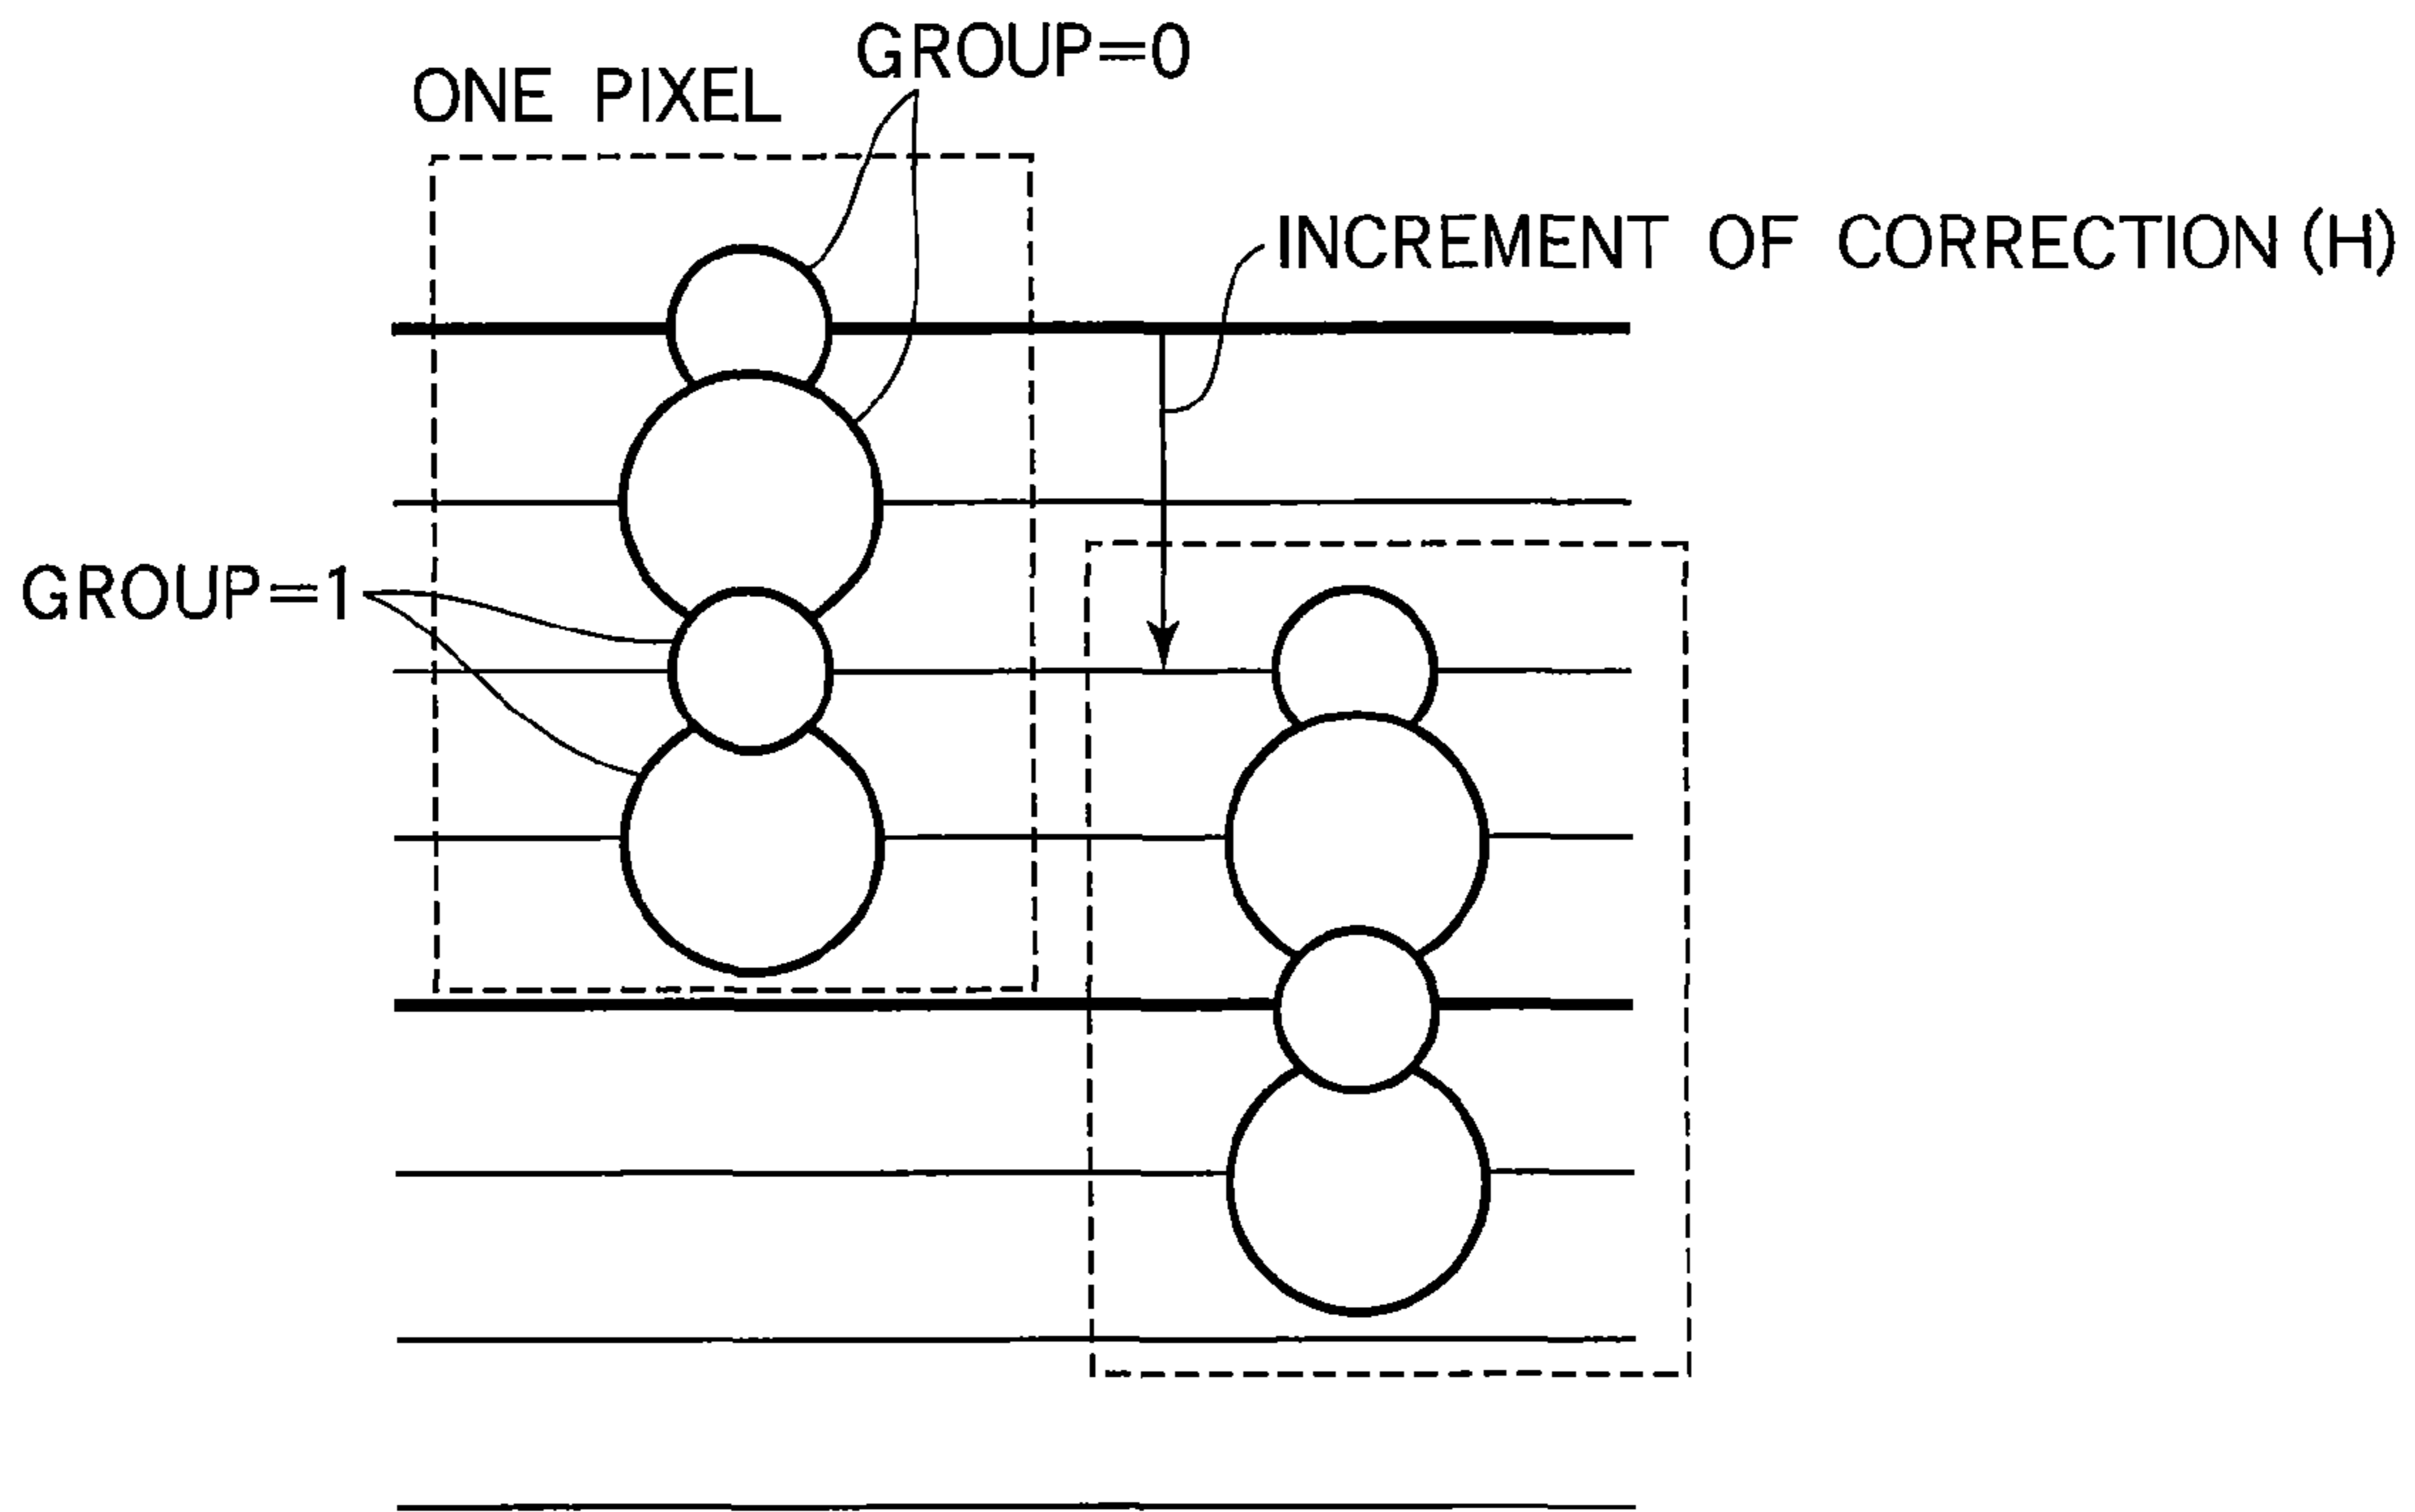 GROUP=0
ONE PIXEL
INCREMENT OF CORRECTION (H)
GROUP=1